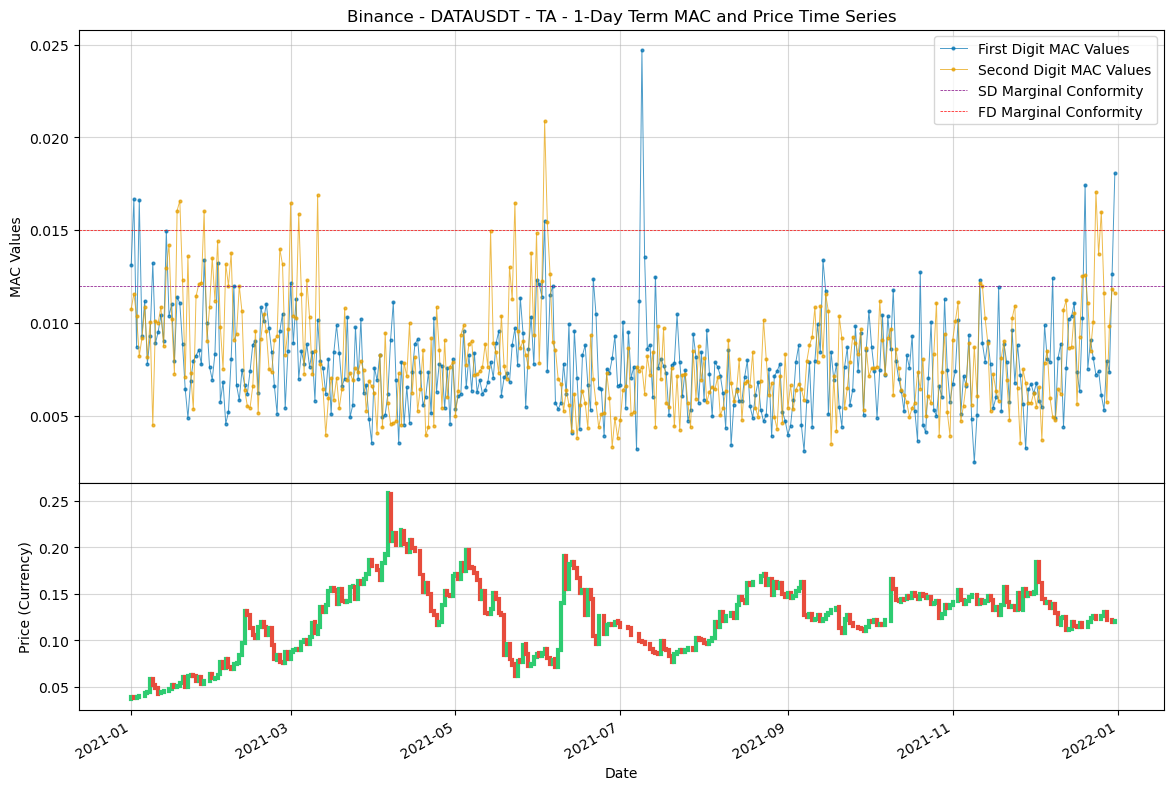 Binance - DATAUSDT - TA - 1-Day Term MAC and Price Time Series
First Digit MAC Values
Second Digit MAC Values
SD Marginal Conformity
FD Marginal Conformity
MAC Values
0.025
0.020
0.015
0.010
0.005
Price (Currency)
0.25
0.20
0.15
0.10
0.05
2021-01
2021-03
2021-05
2021-07
2021-09
2021-11
2022-01
Date